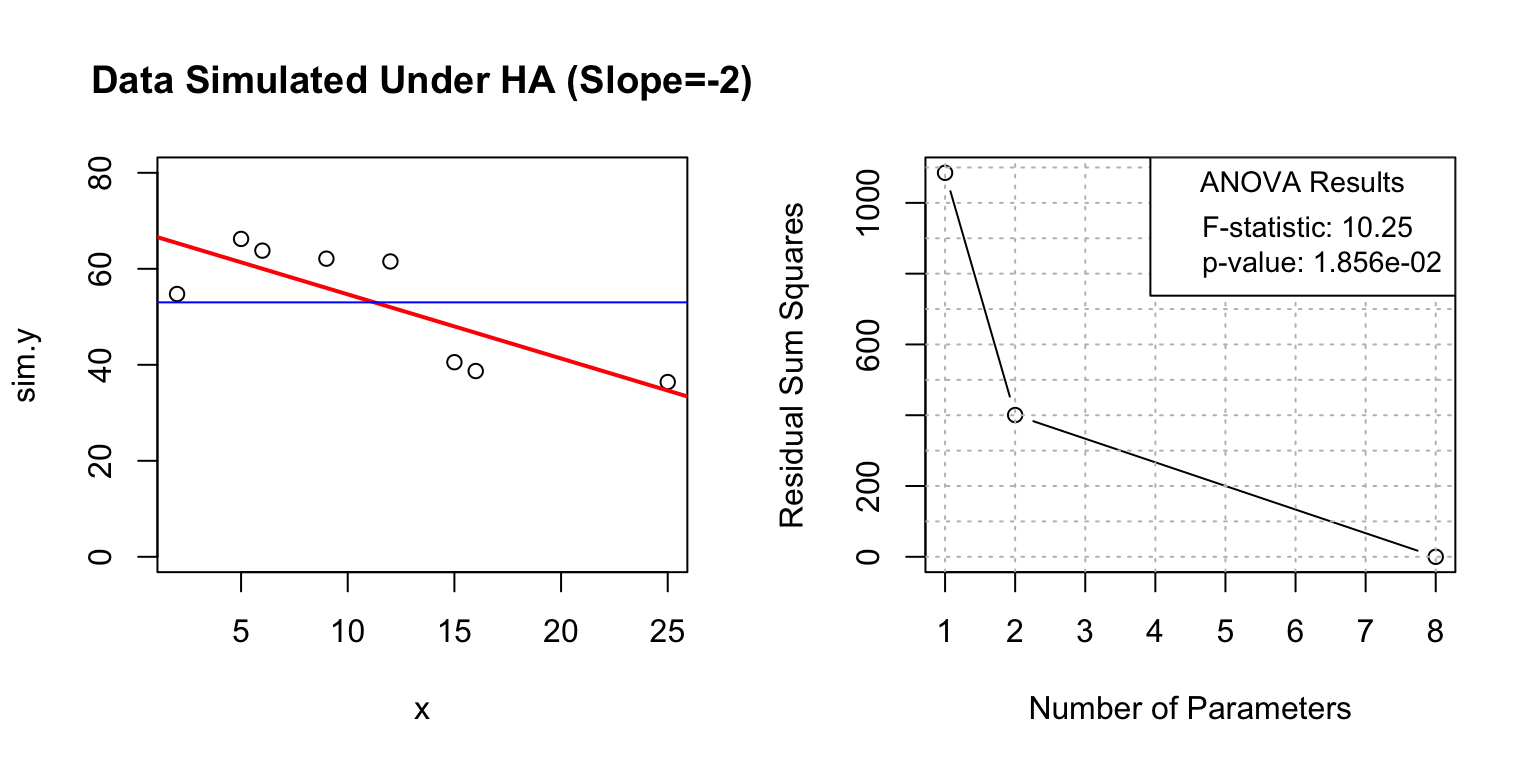 Data Simulated Under HA (Slope=-2)
80
60
40
20
0
sim.y
5 10 15 20 25
x
1000
600
200
0
Residual Sum Squares
ANOVA Results
F-statistic: 10.25
p-value: 1.856e-02
1 2 3 4 5 6 7 8
Number of Parameters